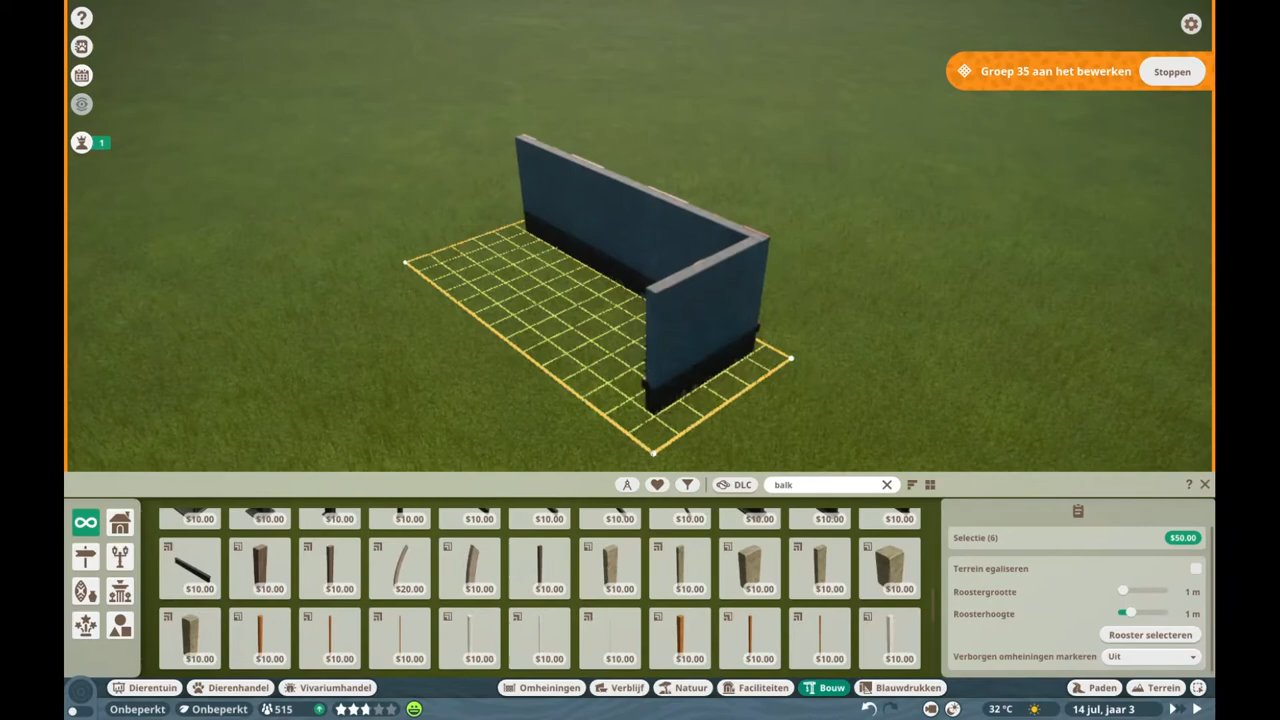 ?
Groep 35 aan het bewerken
Stoppen
1
DLC
balk
?
$10.00 $10.00 $10.00 $10.00 $10.00 $10.00 $10.00 $10.00 $10.00 $10.00 $10.00
$10.00 $10.00 $10.00 $20.00 $10.00 $10.00 $10.00 $10.00 $10.00 $10.00 $10.00
$10.00 $10.00 $10.00 $10.00 $10.00 $10.00 $10.00 $10.00 $10.00 $10.00 $10.00
Selectie (6) $50.00
Terrein egaliseren
Roostergrootte 1 m
Roosterhoogte 1 m
Rooster selecteren
Verborgen omheiningen markeren Uit
Dierentuin Dierenhandel Vivariumhandel Omheiningen Verblijf Natuur Faciliteiten Bouw Blauwdrukken Paden Terrein
Onbeperkt Onbeperkt 515 32 °C 14 jul, jaar 3